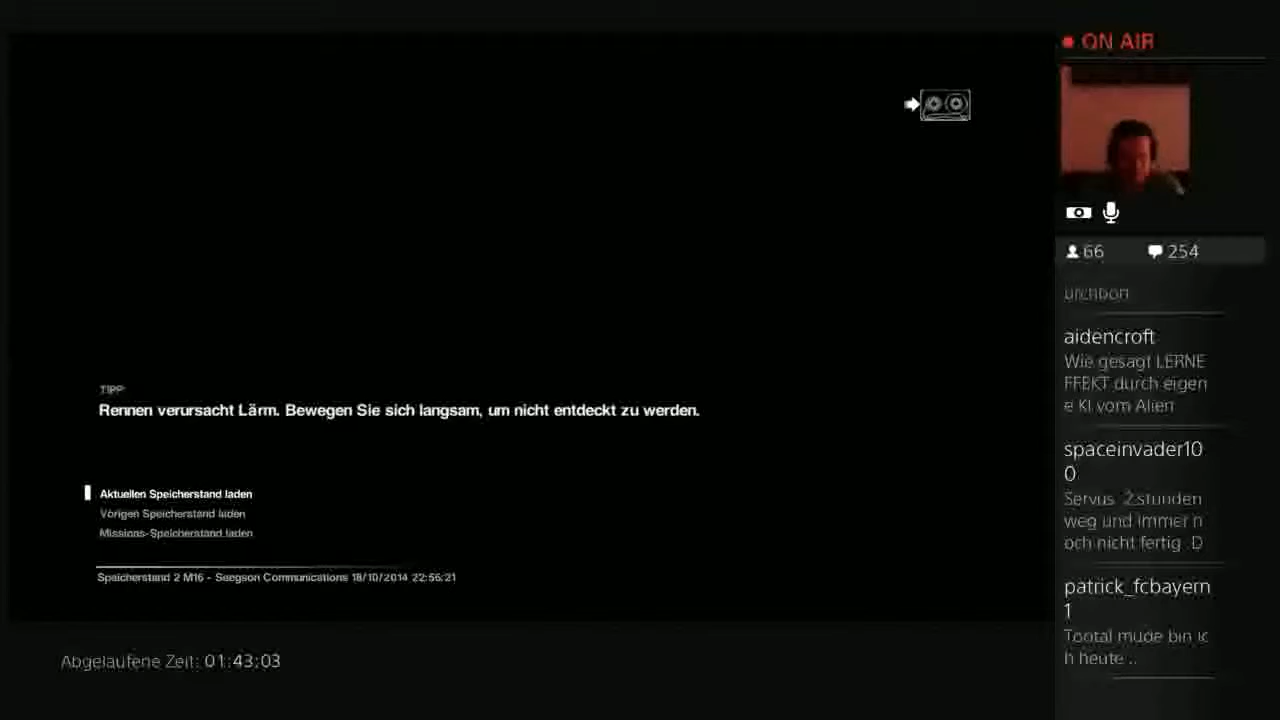 ON AIR
66 254
urchbort
aidencroft
Wie gesagt LERNE
FFEKT durch eigen
e KI vom Alien
spaceinvader10
0
Servus 2stunden
weg und immer n
och nicht fertig :D
patrick_fcbayern
1
Tootal müde bin ic
h heute ..
TIPP
Rennen verursacht Lärm. Bewegen Sie sich langsam, um nicht entdeckt zu werden.
Aktuellen Speicherstand laden
Vorigen Speicherstand laden
Missions-Speicherstand laden
Speicherstand 2 M16 - Seegson Communications 18/10/2014 22:56:21
Abgelaufene Zeit: 01:43:03